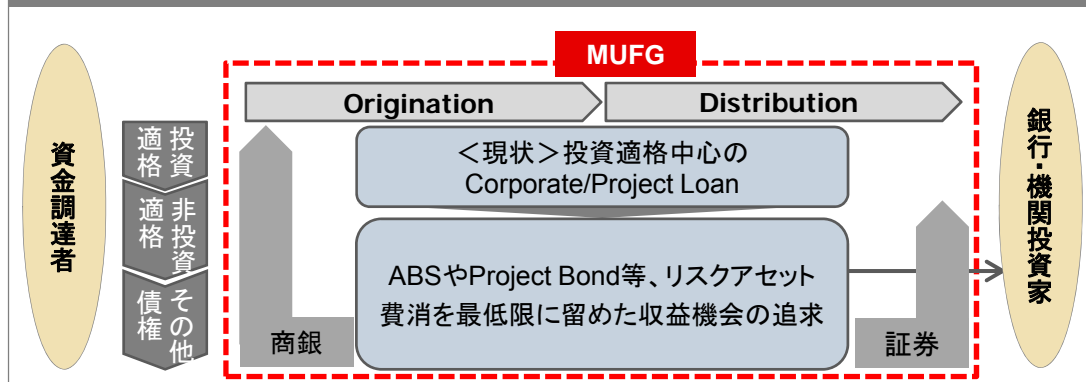 MUFG
Origination
Distribution
資金調達者
投資
適格
非投資
適格
その他
債権
<現状>投資適格中心の
Corporate/Project Loan
ABSやProject Bond等、リスクアセット
費消を最低限に留めた収益機会の追求
商銀
証券
銀行・機関投資家